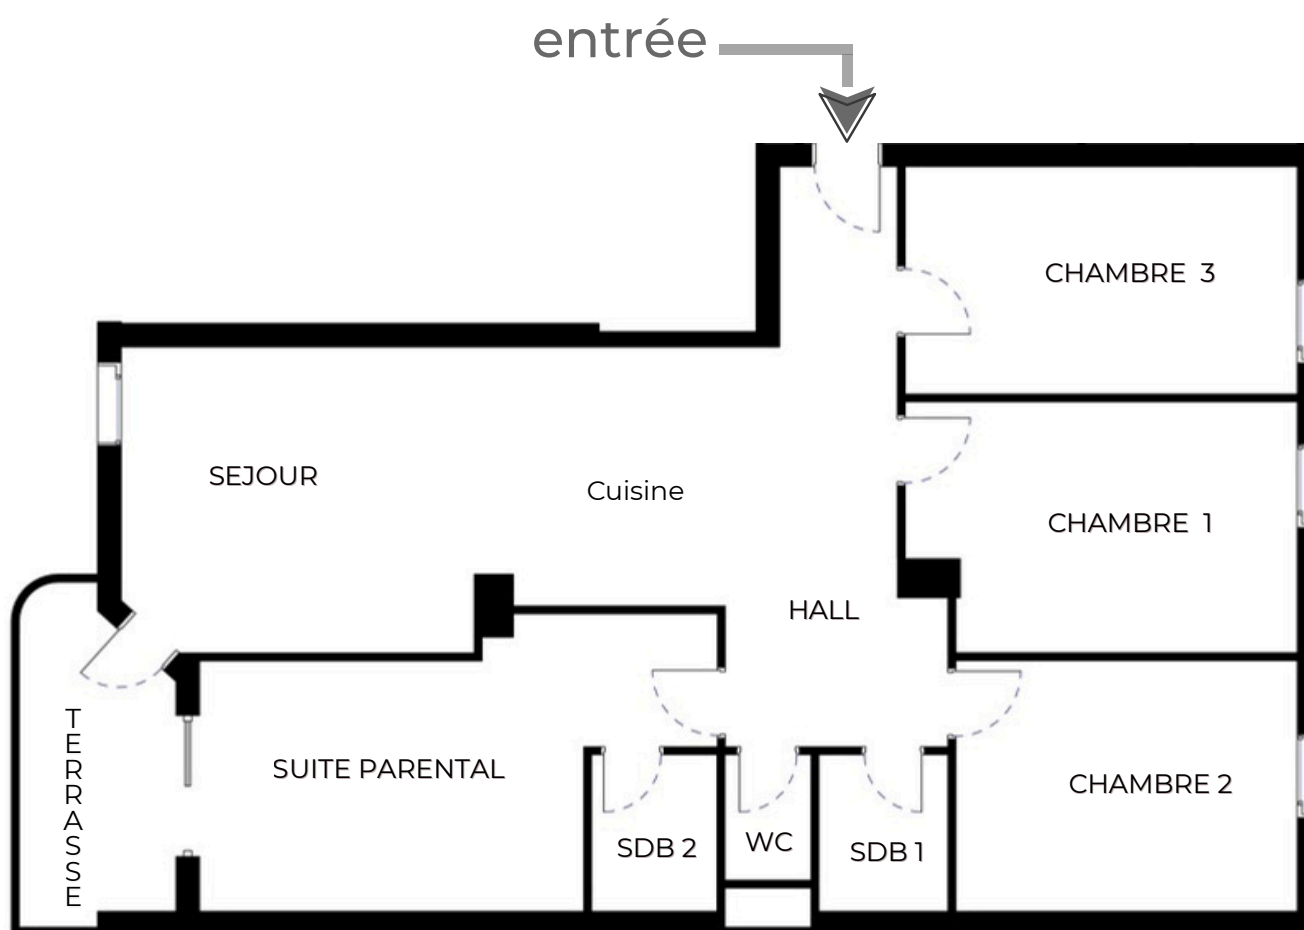 entrée
CHAMBRE 3
SEJOUR
Cuisine
CHAMBRE 1
HALL
TERRASSE
SUITE PARENTAL
CHAMBRE 2
SDB 2
WC
SDB 1